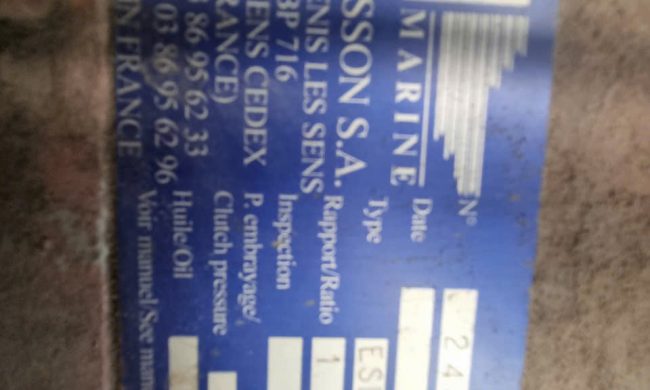 MARINE
SSON S.A.
BP 716
ENIS LES SENS
ENS CEDEX
RANCE)
86 95 62 33
03 86 95 62 96
IN FRANCE
N° 24
Date
Type ES
Rapport/Ratio 1
Inspection
P. embrayage/
Clutch pressure
Huile/Oil
Voir manuel/See man